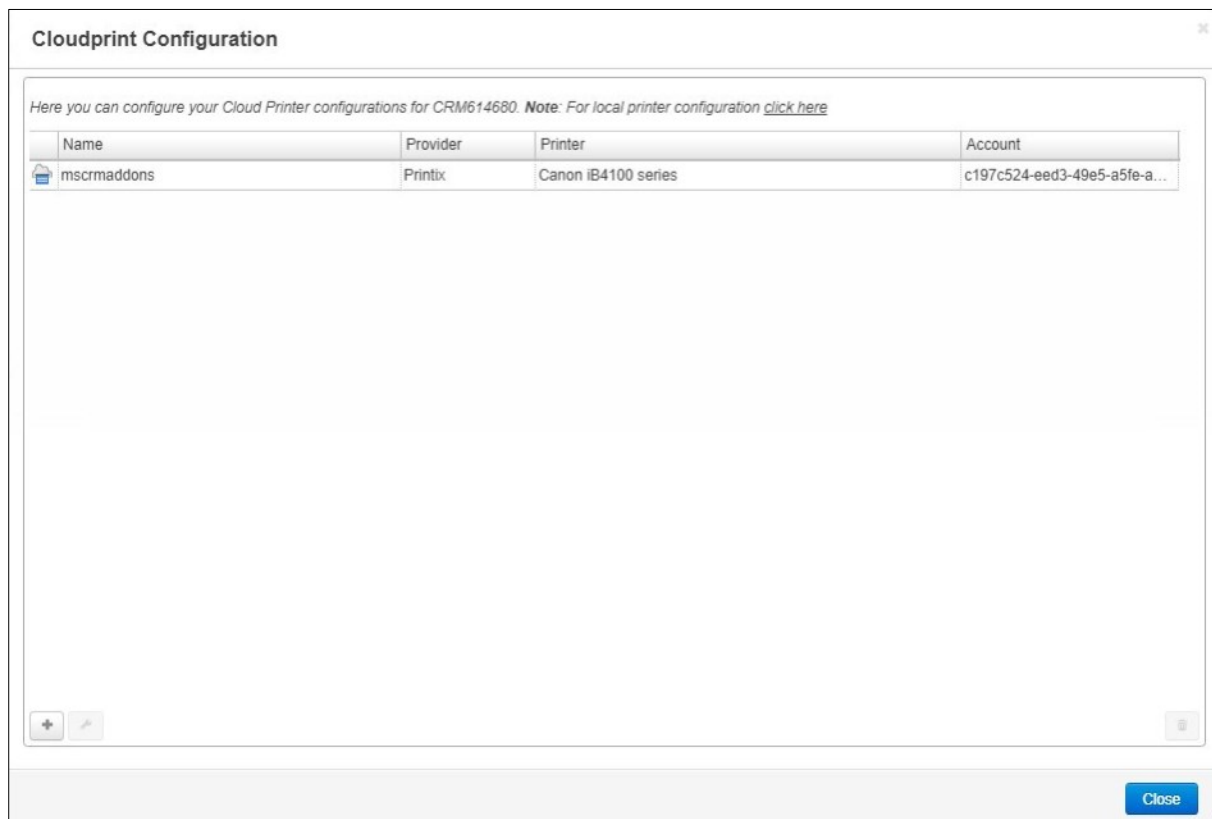 Cloudprint Configuration
Here you can configure your Cloud Printer configurations for CRM614680. Note: For local printer configuration click here
Name Provider Printer Account
mscrmaddons Printix Canon iB4100 series c197c524-eed3-49e5-a5fe-a...
Close